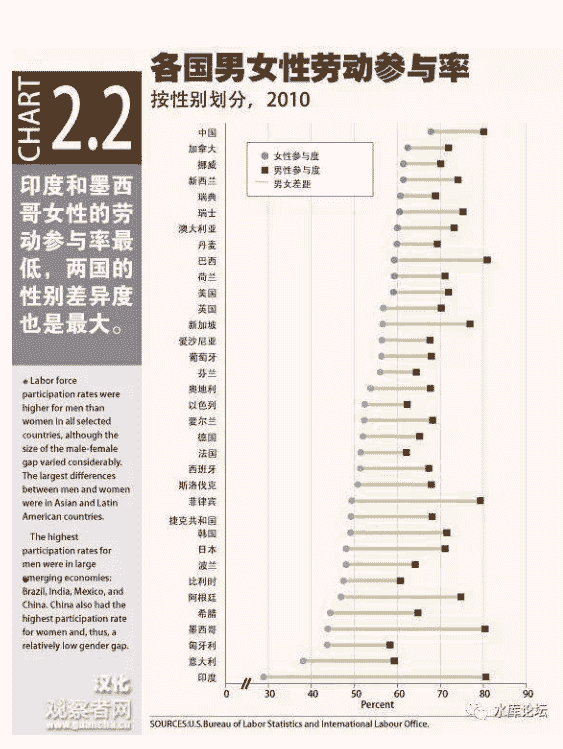 各国男女性劳动参与率
按性别划分，2010
CHART
2.2
印度和墨西
哥女性的劳
动参与率最
低，两国的
性别差异度
也是最大。
Labor force
participation rates were
higher for men than
women in all selected
countries, although the
size of the male-female
gap varied considerably.
The largest differences
between men and women
were in Asian and Latin
American countries.
The highest
participation rates for
men were in large
emerging economies:
Brazil, India, Mexico, and
China. China also had the
highest participation rate
for women and, thus, a
relatively low gender gap.
汉化
观察者网
www.guancha.cn
女性参与度
男性参与度
男女差距
中国
加拿大
挪威
新西兰
瑞典
瑞士
澳大利亚
丹麦
巴西
荷兰
美国
英国
新加坡
爱沙尼亚
葡萄牙
芬兰
奥地利
以色列
爱尔兰
德国
法国
西班牙
斯洛伐克
菲律宾
捷克共和国
韩国
日本
波兰
比利时
阿根廷
希腊
墨西哥
匈牙利
意大利
印度
0 30 40 50 60 70 80 90
Percent
水库论坛
SOURCES:U.S.Bureau of Labor Statistics and International Labour Office.